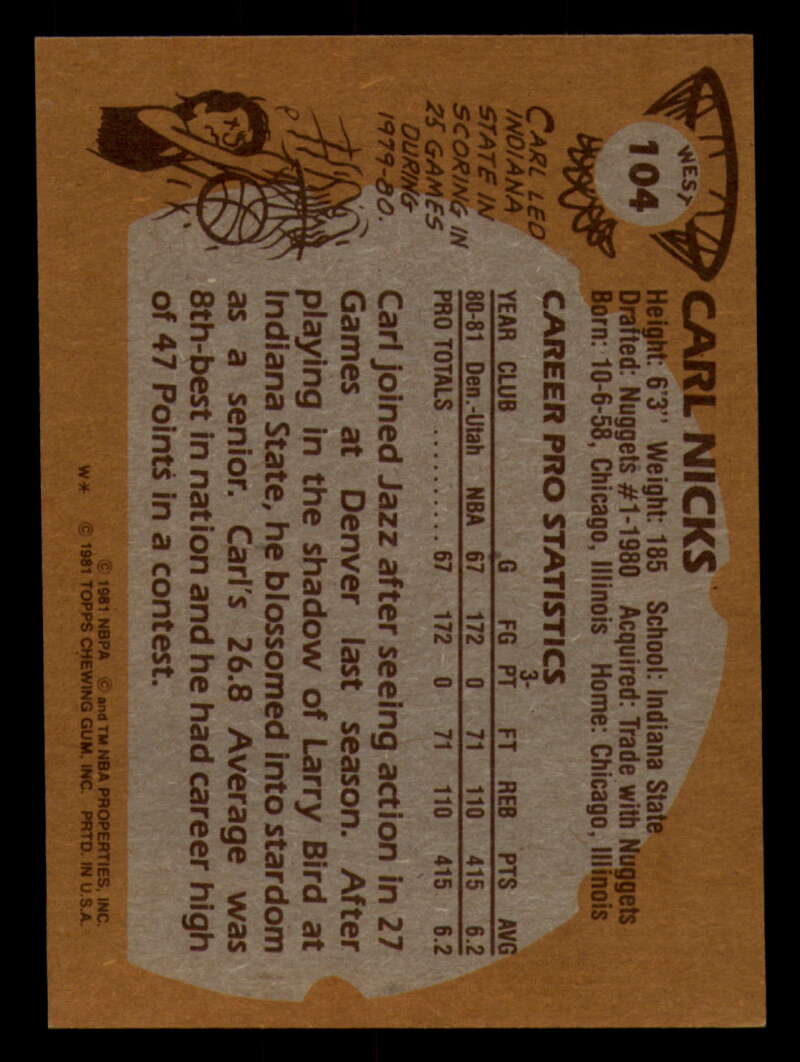 WEST
104
CARL NICKS
Height: 6'3" Weight: 185 School: Indiana State
Drafted: Nuggets #1-1980 Acquired: Trade with Nuggets
Born: 10-6-58, Chicago, Illinois Home: Chicago, Illinois
CAREER PRO STATISTICS
3-
YEAR CLUB G FG PT FT REB PTS AVG
80-81 Den.-Utah NBA 67 172 0 71 110 415 6.2
PRO TOTALS .......... 67 172 0 71 110 415 6.2
CARL LED
INDIANA
STATE IN
SCORING IN
25 GAMES
DURING
1979-80.
Carl joined Jazz after seeing action in 27
Games at Denver last season. After
playing in the shadow of Larry Bird at
Indiana State, he blossomed into stardom
as a senior. Carl's 26.8 Average was
8th-best in nation and he had career high
of 47 Points in a contest.
© 1981 NBPA © and TM NBA PROPERTIES, INC.
W* © 1981 TOPPS CHEWING GUM, INC. PRTD. IN U.S.A.